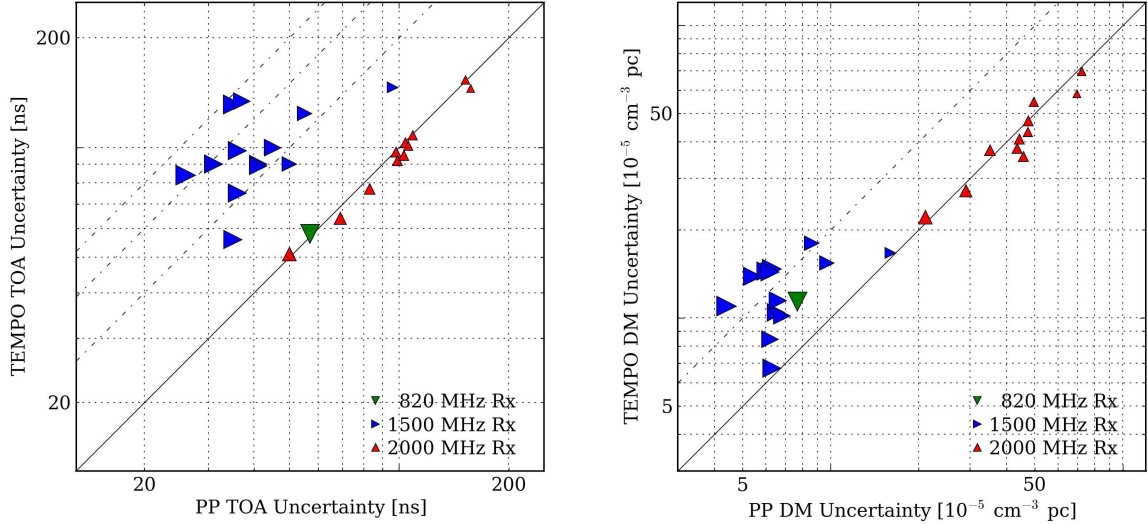 TEMPO TOA Uncertainty [ns]
200
20
20
200
PP TOA Uncertainty [ns]
820 MHz Rx
1500 MHz Rx
2000 MHz Rx
TEMPO DM Uncertainty [10⁻⁵ cm⁻³ pc]
50
5
5
50
PP DM Uncertainty [10⁻⁵ cm⁻³ pc]
820 MHz Rx
1500 MHz Rx
2000 MHz Rx